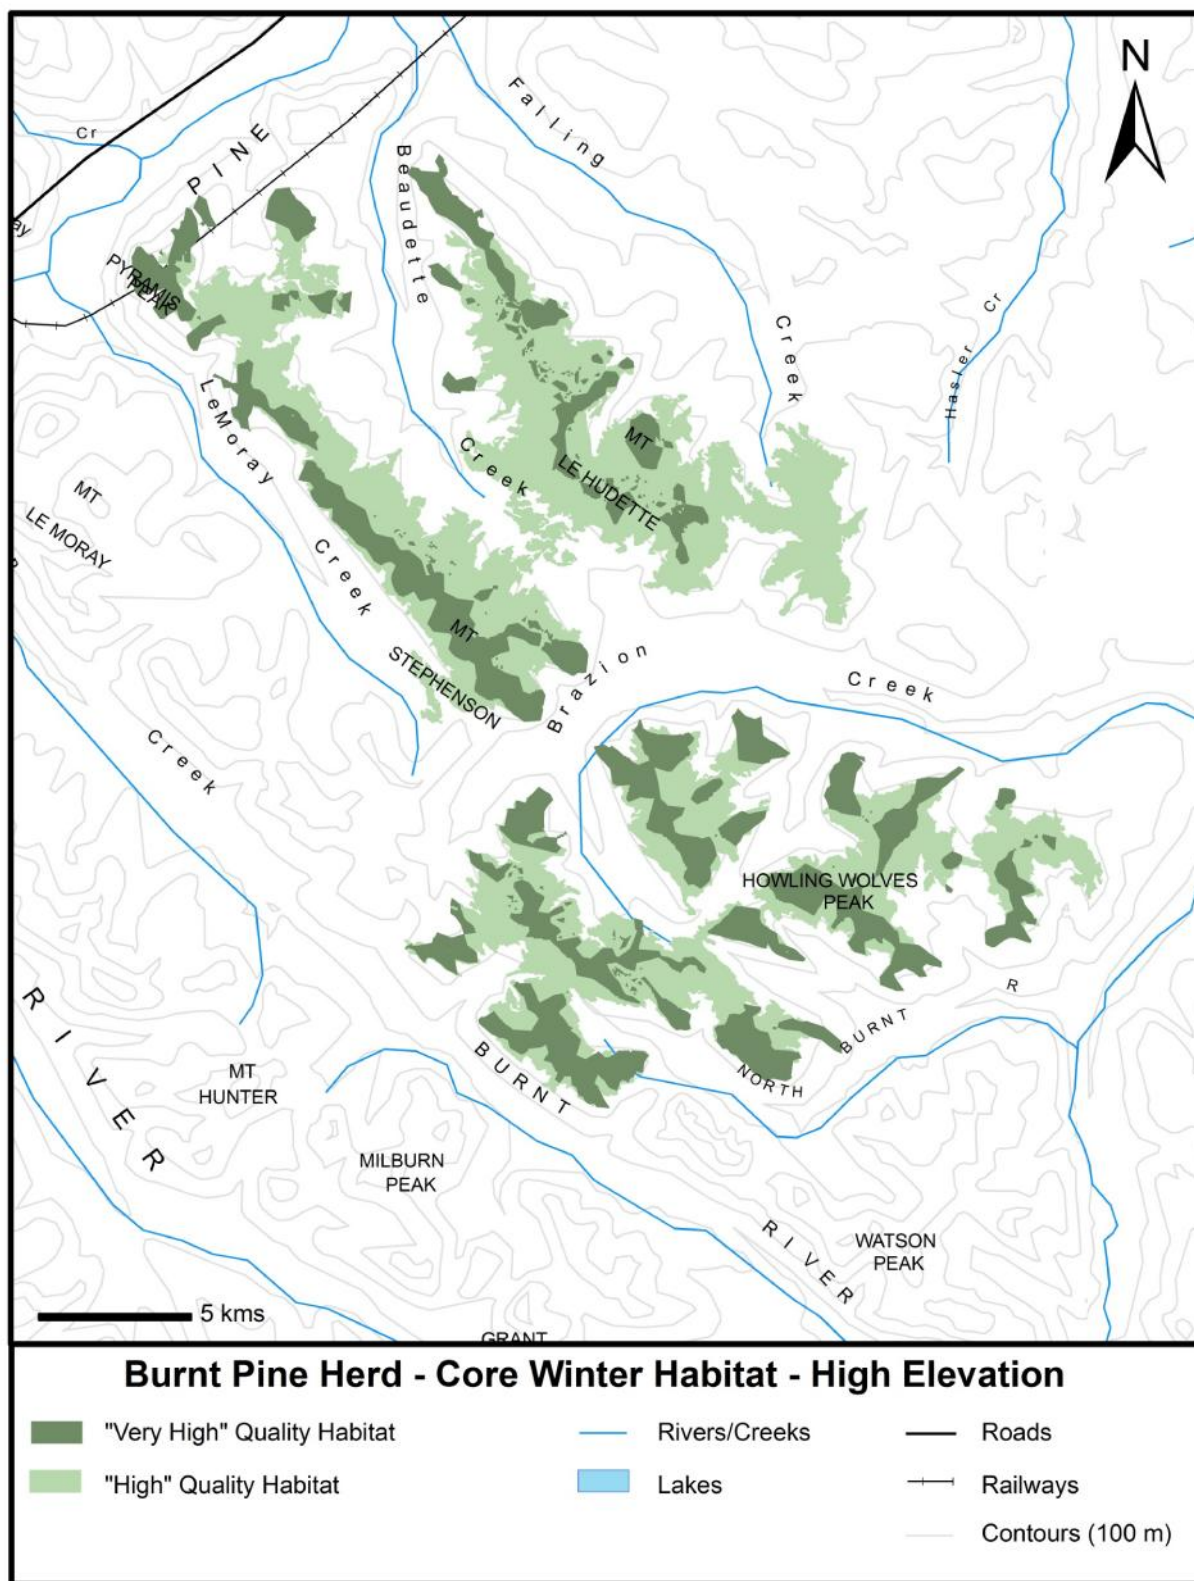 N
Cr
PINE
Falling
Beaudette
ay
PYRAMIS
PEAK
Creek
Hasler Cr
LeMoray
MT
Creek
LE HUDETTE
MT
LE MORAY
Creek
MT
STEPHENSON
Brazion
Creek
Creek
HOWLING WOLVES
PEAK
RIVER
R
BURNT
NORTH
BURNT
MT
HUNTER
MILBURN
PEAK
RIVER
WATSON
PEAK
5 kms
GRANT
Burnt Pine Herd - Core Winter Habitat - High Elevation
"Very High" Quality Habitat
Rivers/Creeks
Roads
"High" Quality Habitat
Lakes
Railways
Contours (100 m)